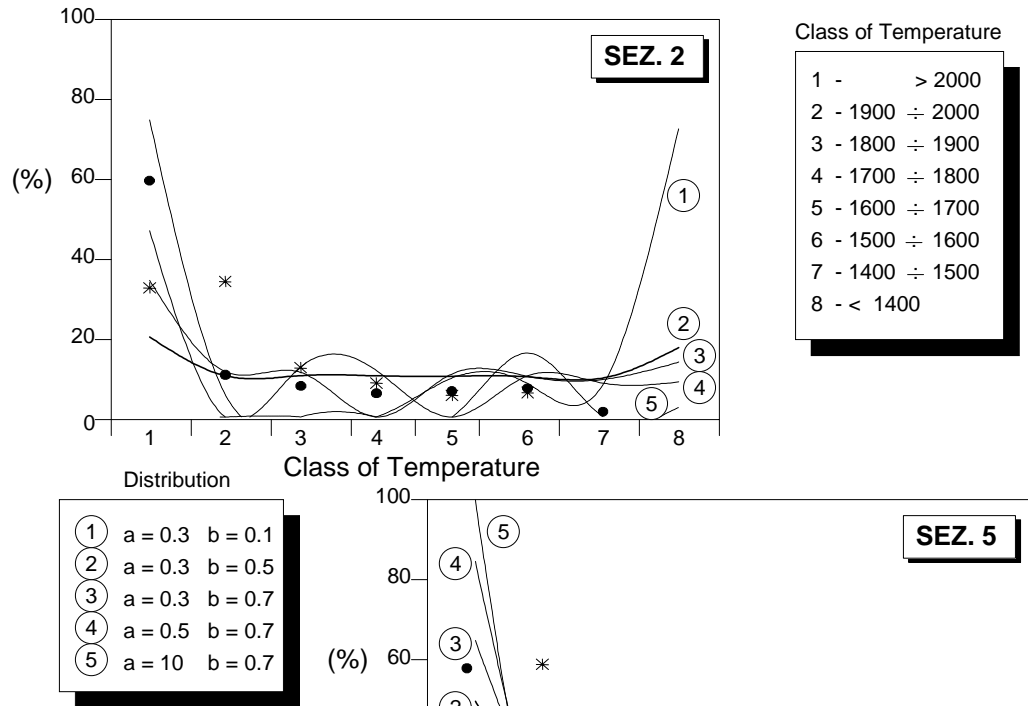 100
SEZ. 2
80
(%)
60
40
20
0
1
2
3
4
5
1 2 3 4 5 6 7 8
Class of Temperature
Class of Temperature
1 - > 2000
2 - 1900 ÷ 2000
3 - 1800 ÷ 1900
4 - 1700 ÷ 1800
5 - 1600 ÷ 1700
6 - 1500 ÷ 1600
7 - 1400 ÷ 1500
8 - < 1400
Distribution
1 a = 0.3 b = 0.1
2 a = 0.3 b = 0.5
3 a = 0.3 b = 0.7
4 a = 0.5 b = 0.7
5 a = 10 b = 0.7
100
SEZ. 5
80
(%)
60
5
4
3